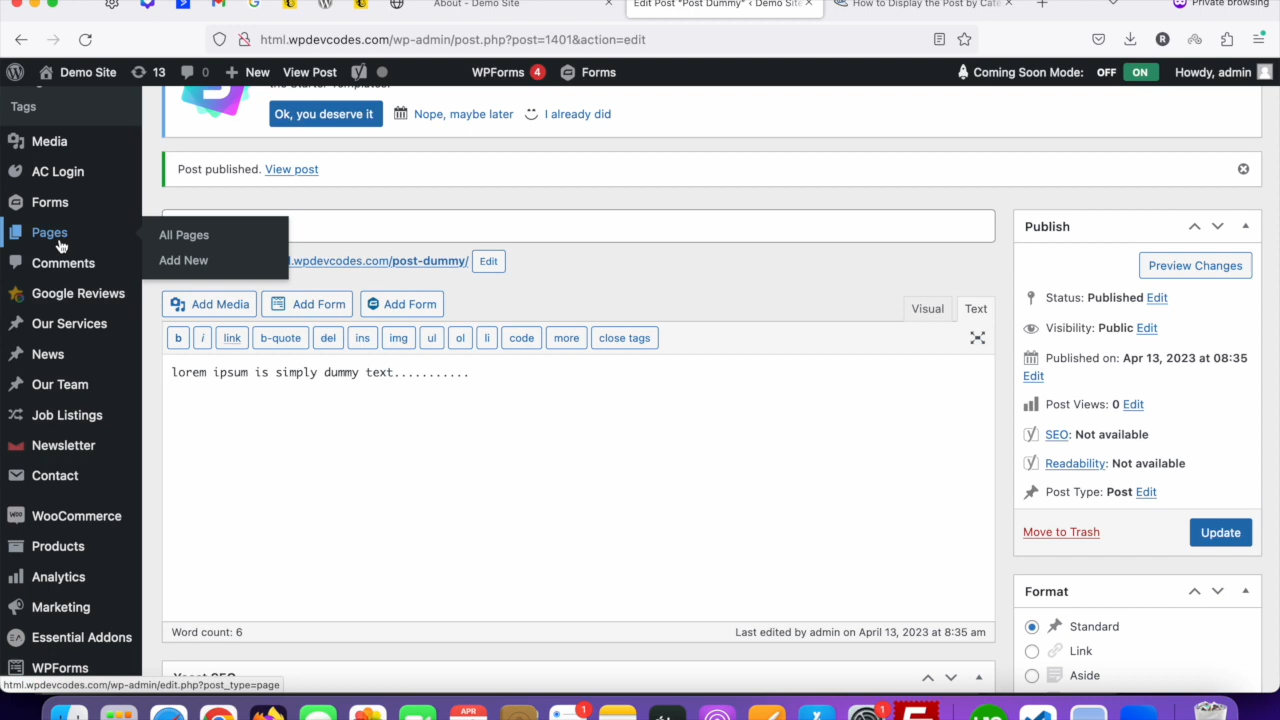 About - Demo Site
Edit Post "Post Dummy" ‹ Demo Site
How to Display the Post by Cate
Private browsing
html.wpdevcodes.com/wp-admin/post.php?post=1401&action=edit
Demo Site 13 0 New View Post WPForms 4 Forms Coming Soon Mode: OFF ON Howdy, admin
Tags
Media
AC Login
Forms
Pages
Comments
Google Reviews
Our Services
News
Our Team
Job Listings
Newsletter
Contact
WooCommerce
Products
Analytics
Marketing
Essential Addons
WPForms
All Pages
Add New
Ok, you deserve it Nope, maybe later I already did
Post published. View post
l.wpdevcodes.com/post-dummy/ Edit
Add Media Add Form Add Form
Visual Text
b i link b-quote del ins img ul ol li code more close tags
lorem ipsum is simply dummy text...........
Word count: 6 Last edited by admin on April 13, 2023 at 8:35 am
Yoast SEO
Publish
Preview Changes
Status: Published Edit
Visibility: Public Edit
Published on: Apr 13, 2023 at 08:35
Edit
Post Views: 0 Edit
SEO: Not available
Readability: Not available
Post Type: Post Edit
Move to Trash Update
Format
Standard
Link
Aside
html.wpdevcodes.com/wp-admin/edit.php?post_type=page
APR
1
1